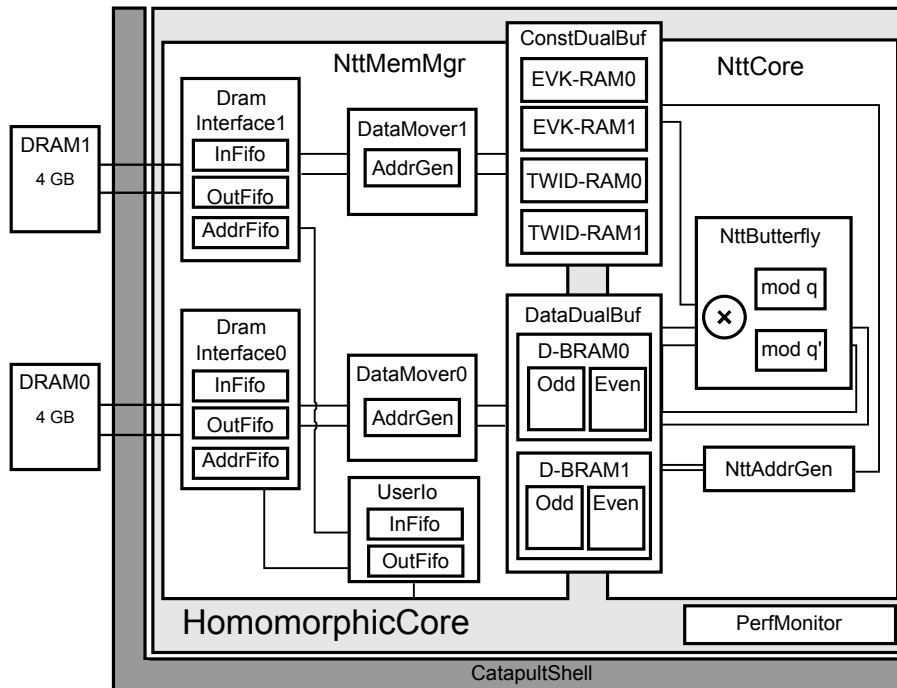 ConstDualBuf
EVK-RAM0
EVK-RAM1
TWID-RAM0
TWID-RAM1
NttMemMgr
NttCore
Dram
Interface1
InFifo
OutFifo
AddrFifo
DataMover1
AddrGen
DRAM1
4 GB
NttButterfly
mod q
×
mod q'
DataDualBuf
D-BRAM0
Odd
Even
D-BRAM1
Odd
Even
Dram
Interface0
InFifo
OutFifo
AddrFifo
DataMover0
AddrGen
DRAM0
4 GB
NttAddrGen
UserIo
InFifo
OutFifo
HomomorphicCore
PerfMonitor
CatapultShell